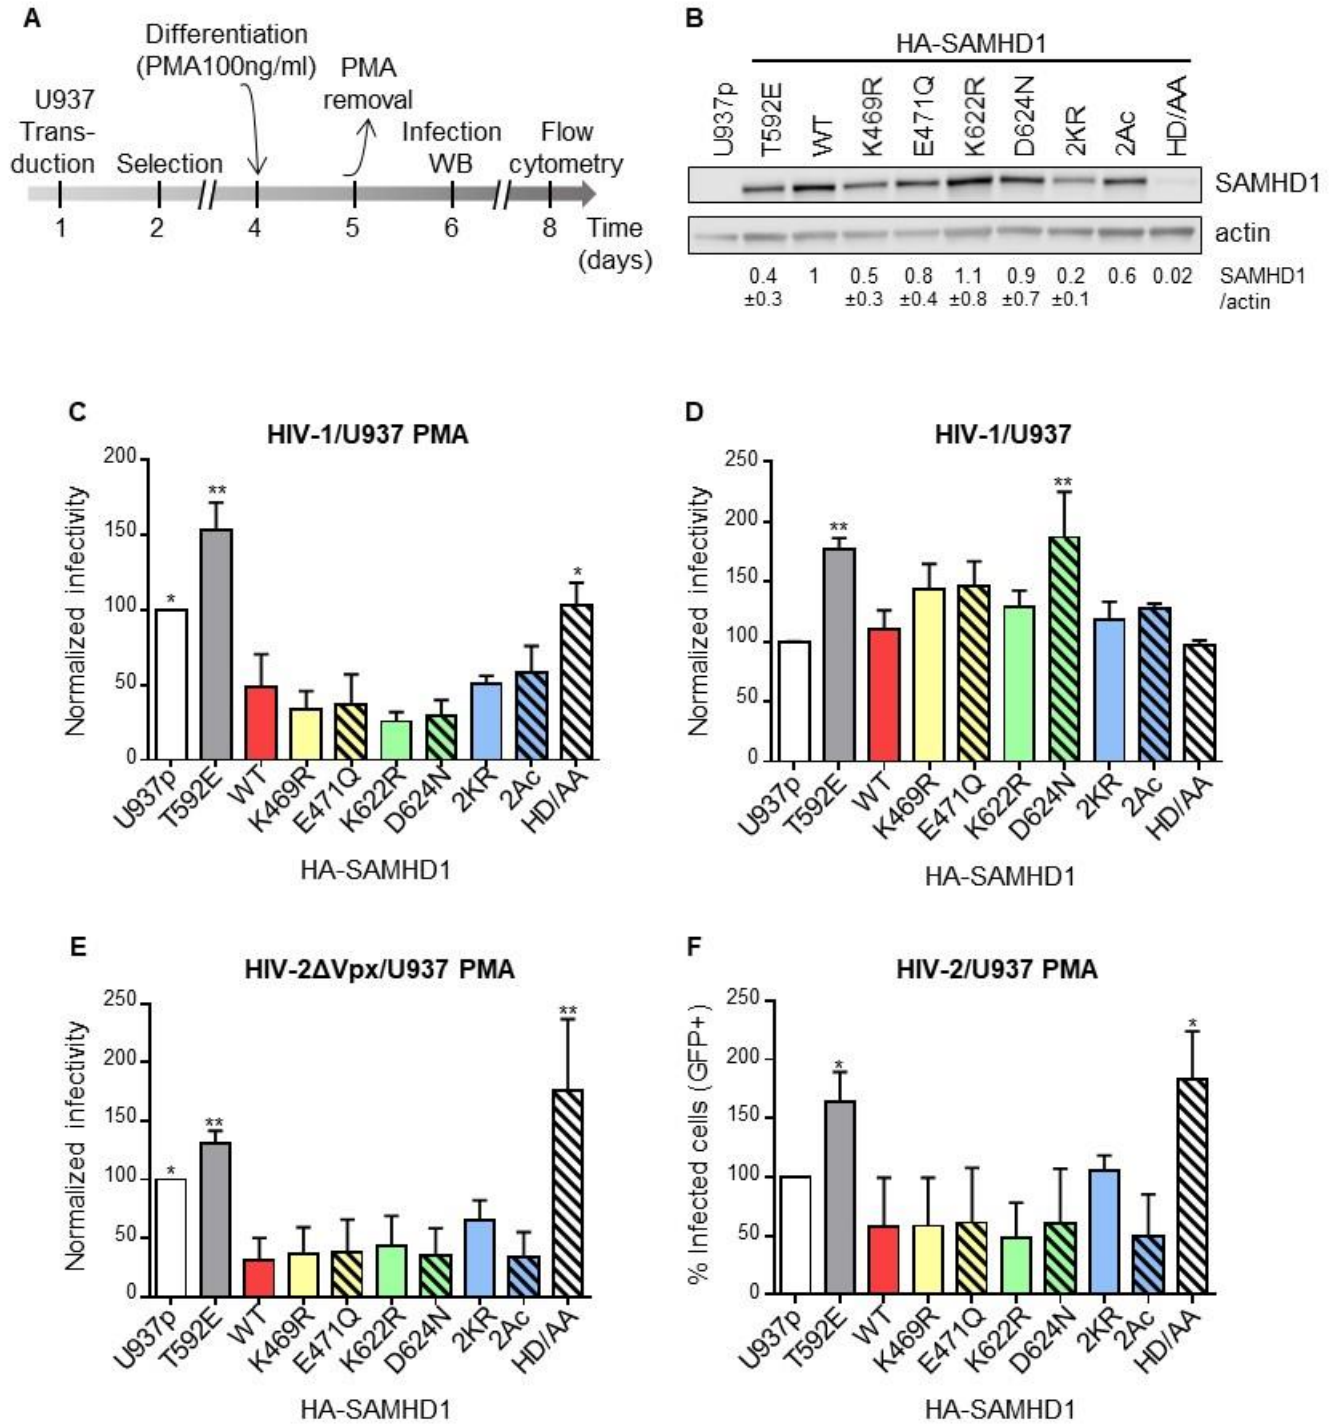 A
Differentiation
(PMA100ng/ml)
PMA
removal
U937
Trans-
duction
Selection
Infection
WB
Flow
cytometry
1 2 4 5 6 8 Time
(days)
B
HA-SAMHD1
U937p T592E WT K469R E471Q K622R D624N 2KR 2Ac HD/AA
SAMHD1
actin
0.4 1 0.5 0.8 1.1 0.9 0.2 0.6 0.02 SAMHD1
±0.3 ±0.3 ±0.4 ±0.8 ±0.7 ±0.1 /actin
C
HIV-1/U937 PMA
Normalized infectivity
200
150
100
50
0
* ** *
U937p T592E WT K469R E471Q K622R D624N 2KR 2Ac HD/AA
HA-SAMHD1
D
HIV-1/U937
Normalized infectivity
250
200
150
100
50
0
** **
U937p T592E WT K469R E471Q K622R D624N 2KR 2Ac HD/AA
HA-SAMHD1
E
HIV-2ΔVpx/U937 PMA
Normalized infectivity
250
200
150
100
50
0
* ** **
U937p T592E WT K469R E471Q K622R D624N 2KR 2Ac HD/AA
HA-SAMHD1
F
HIV-2/U937 PMA
% Infected cells (GFP+)
250
200
150
100
50
0
* *
U937p T592E WT K469R E471Q K622R D624N 2KR 2Ac HD/AA
HA-SAMHD1